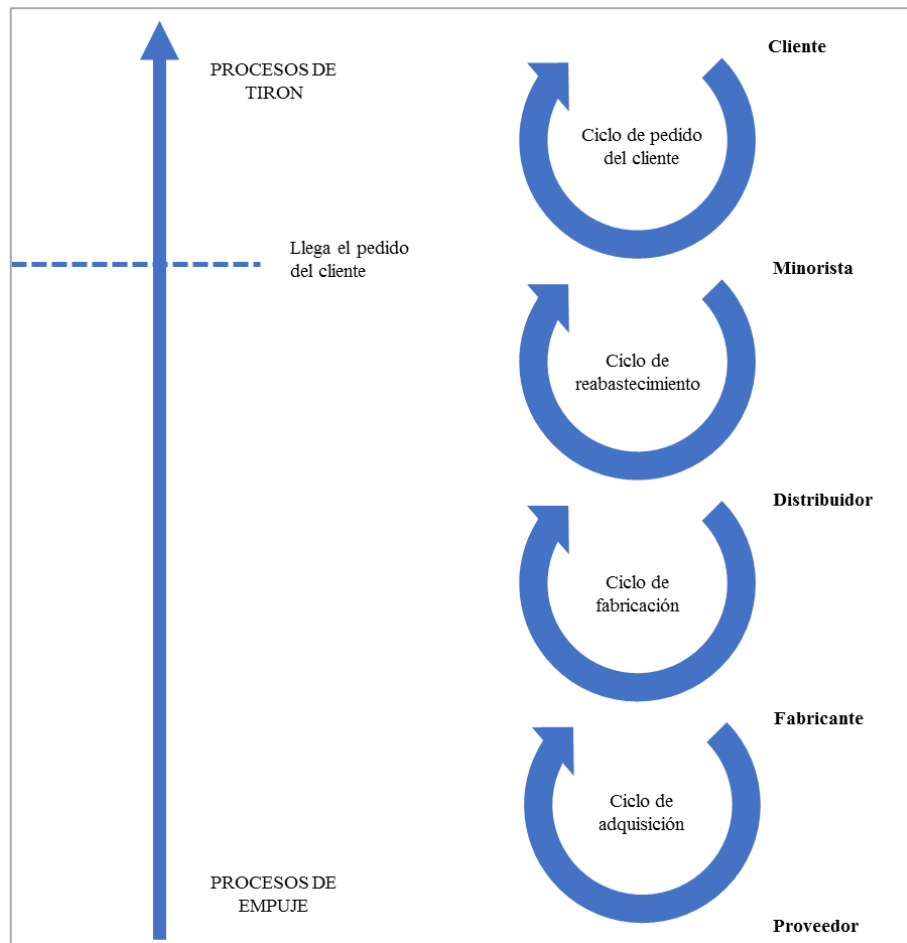 Cliente
PROCESOS DE
TIRON
Ciclo de pedido
del cliente
Llega el pedido
del cliente
Minorista
Ciclo de
reabastecimiento
Distribuidor
Ciclo de
fabricación
Fabricante
Ciclo de
adquisición
PROCESOS DE
EMPUJE
Proveedor